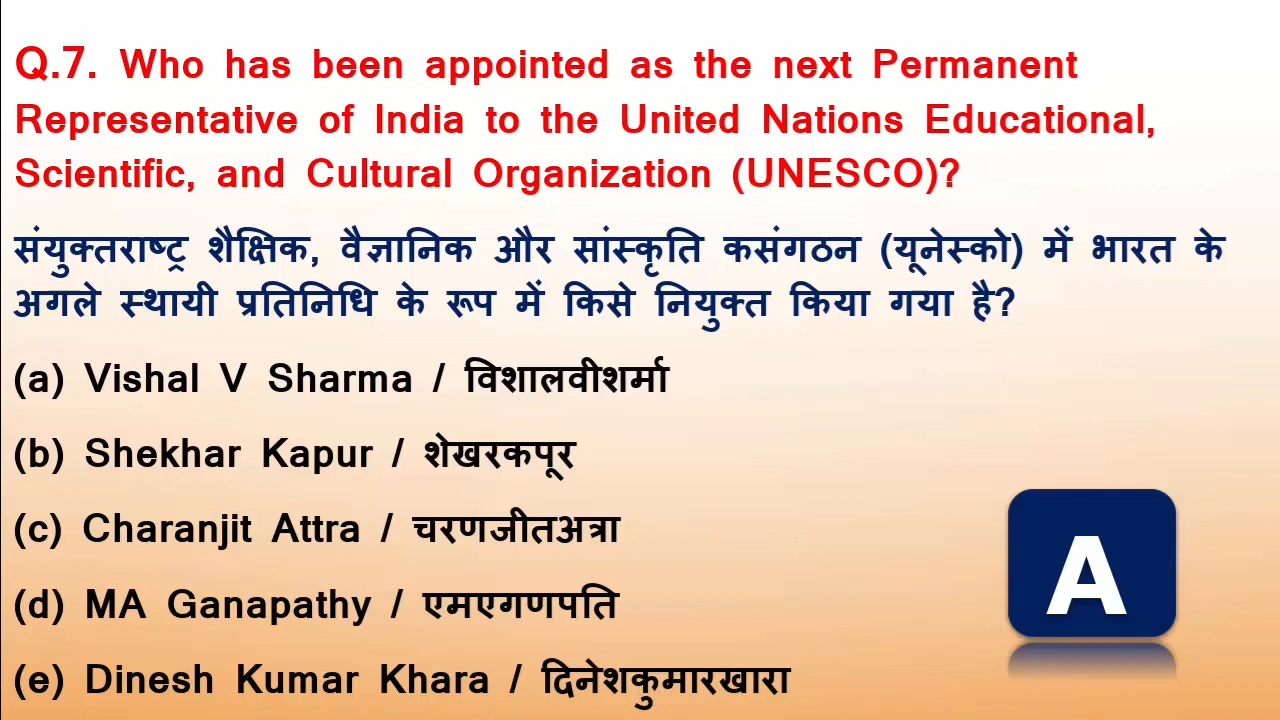 Q.7. Who has been appointed as the next Permanent
Representative of India to the United Nations Educational,
Scientific, and Cultural Organization (UNESCO)?
संयुक्तराष्ट्र शैक्षिक, वैज्ञानिक और सांस्कृति कसंगठन (यूनेस्को) में भारत के
अगले स्थायी प्रतिनिधि के रूप में किसे नियुक्त किया गया है?
(a) Vishal V Sharma / विशालवीशर्मा
(b) Shekhar Kapur / शेखरकपूर
(c) Charanjit Attra / चरणजीतअत्रा
(d) MA Ganapathy / एमएगणपति
(e) Dinesh Kumar Khara / दिनेशकुमारखारा
A